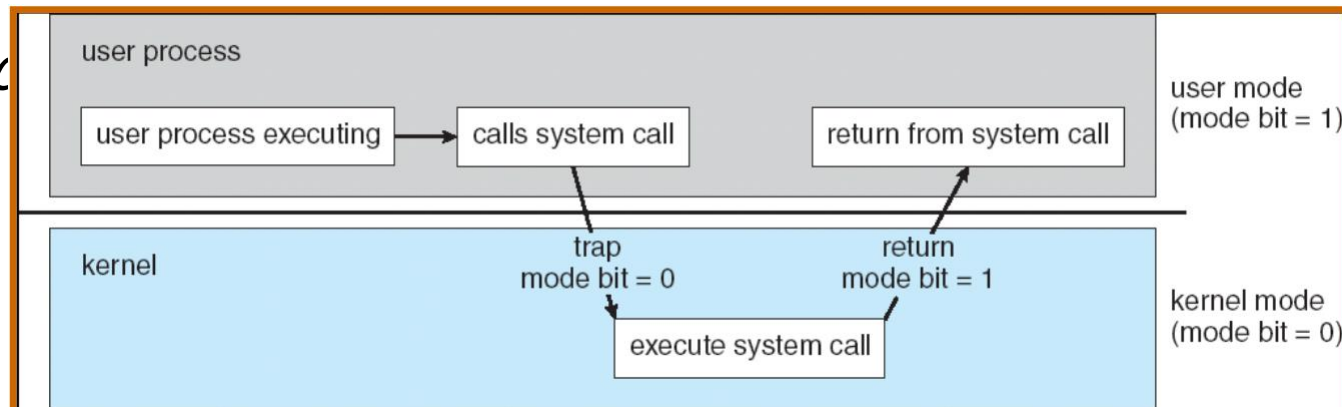 user process
user process executing
calls system call
return from system call
user mode
(mode bit = 1)
kernel
trap
mode bit = 0
return
mode bit = 1
execute system call
kernel mode
(mode bit = 0)